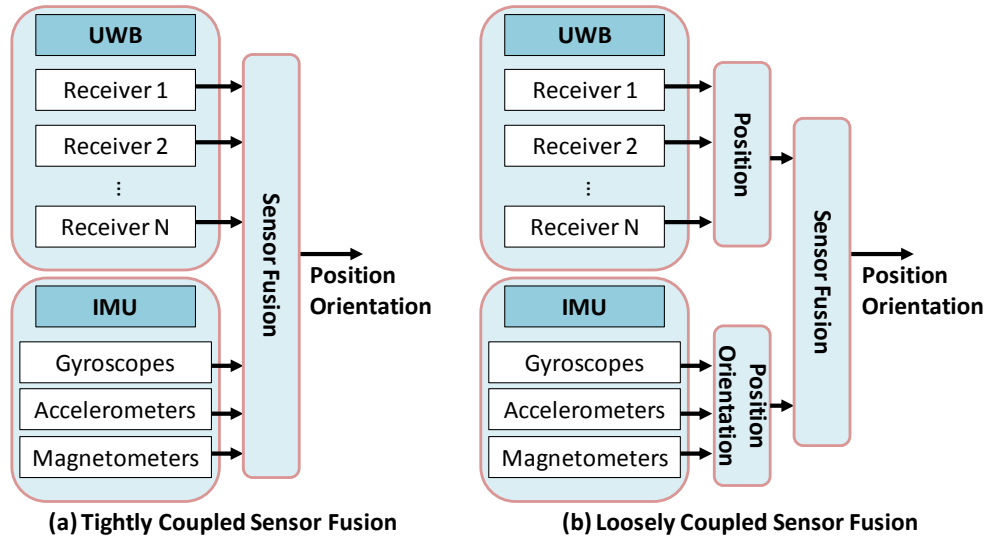 UWB
Receiver 1
Receiver 2
...
Receiver N
IMU
Gyroscopes
Accelerometers
Magnetometers
Sensor Fusion
Position
Orientation
(a) Tightly Coupled Sensor Fusion
UWB
Receiver 1
Receiver 2
...
Receiver N
Position
IMU
Gyroscopes
Accelerometers
Magnetometers
Position
Orientation
Sensor Fusion
Position
Orientation
(b) Loosely Coupled Sensor Fusion